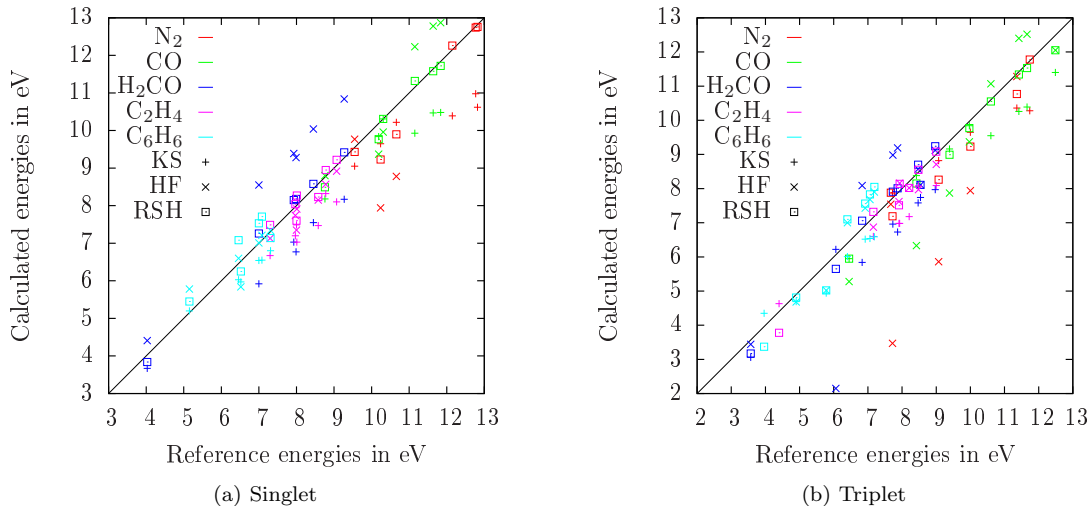 13
12
11
10
9
8
7
6
5
4
3
Calculated energies in eV
N2
CO
H2CO
C2H4
C6H6
KS
HF
RSH
3 4 5 6 7 8 9 10 11 12 13
Reference energies in eV
(a) Singlet
13
12
11
10
9
8
7
6
5
4
3
2
Calculated energies in eV
N2
CO
H2CO
C2H4
C6H6
KS
HF
RSH
2 3 4 5 6 7 8 9 10 11 12 13
Reference energies in eV
(b) Triplet